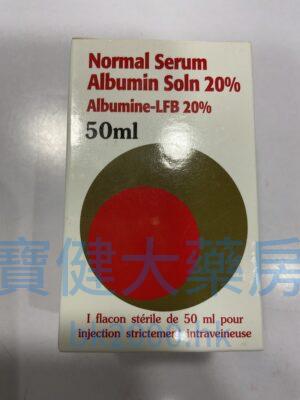 Normal Serum
Albumin Soln 20%
Albumine-LFB 20%
50ml
寶健大藥房
I flacon stérile de 50 ml pour
injection strictement intraveineuse